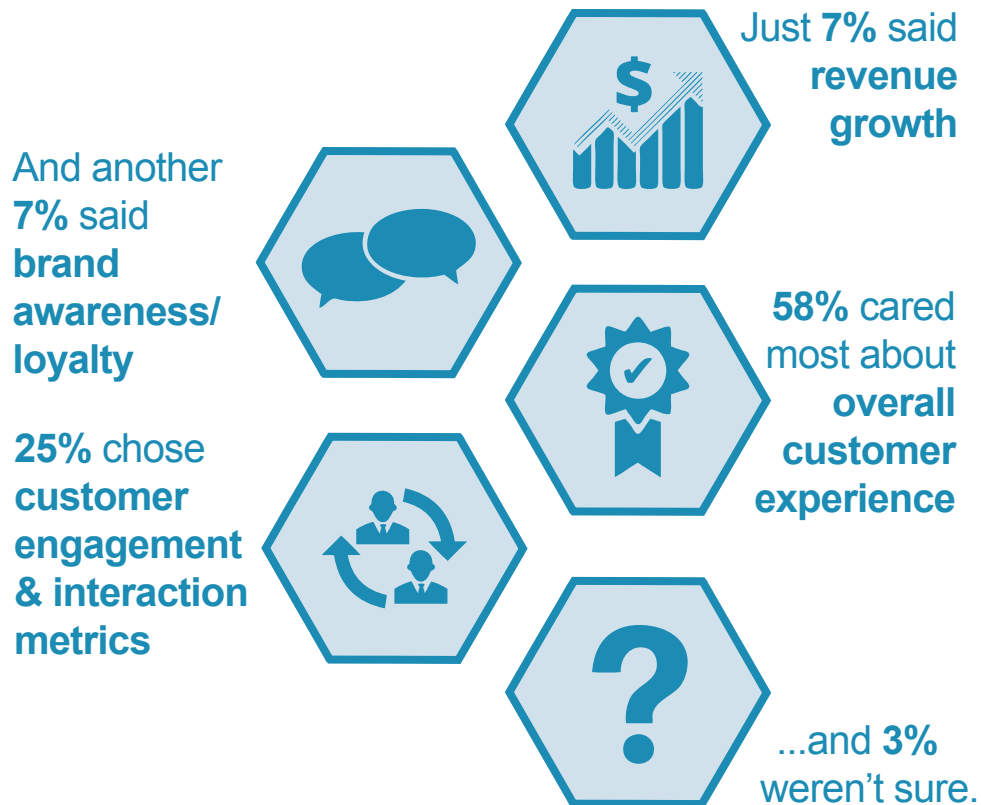 Just 7% said
revenue
growth
And another
7% said
brand
awareness/
loyalty
58% cared
most about
overall
customer
experience
25% chose
customer
engagement
& interaction
metrics
...and 3%
weren't sure.
$
?